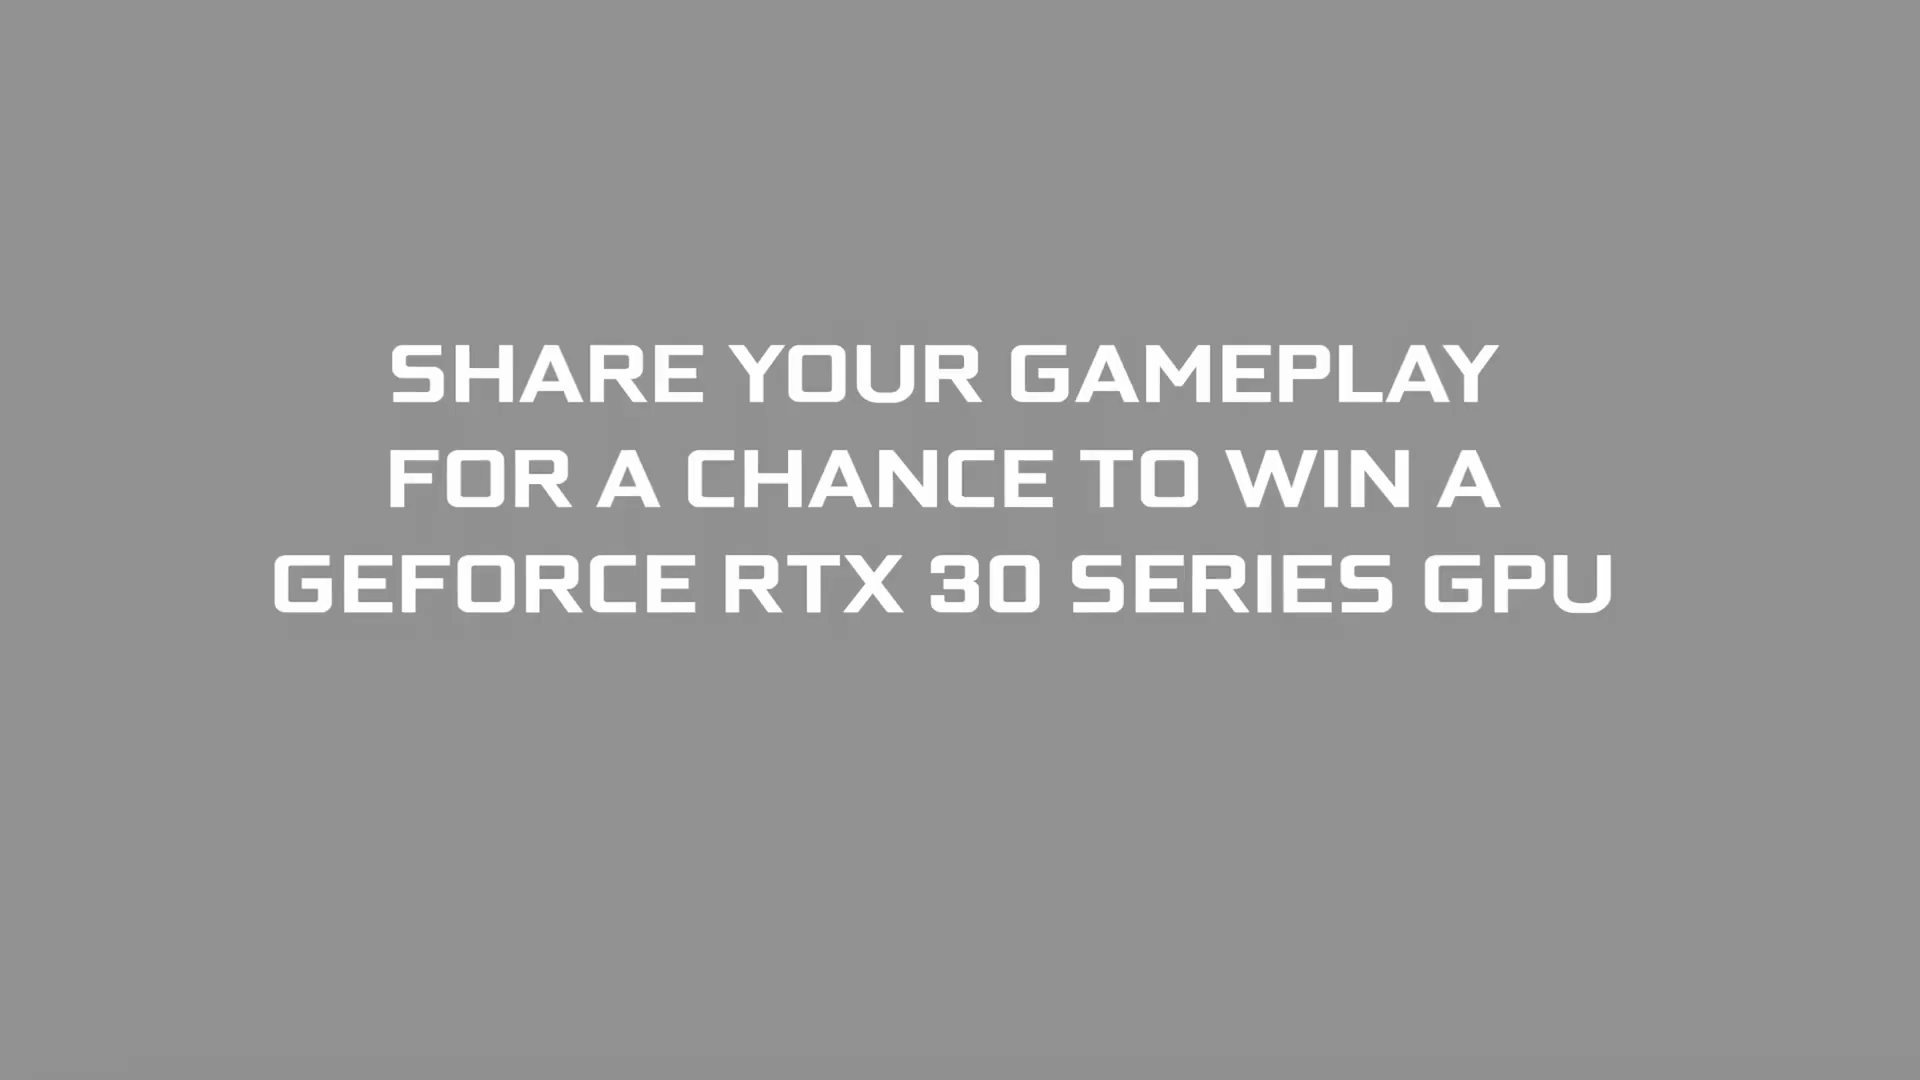 SHARE YOUR GAMEPLAY
FOR A CHANCE TO WIN A
GEFORCE RTX 30 SERIES GPU